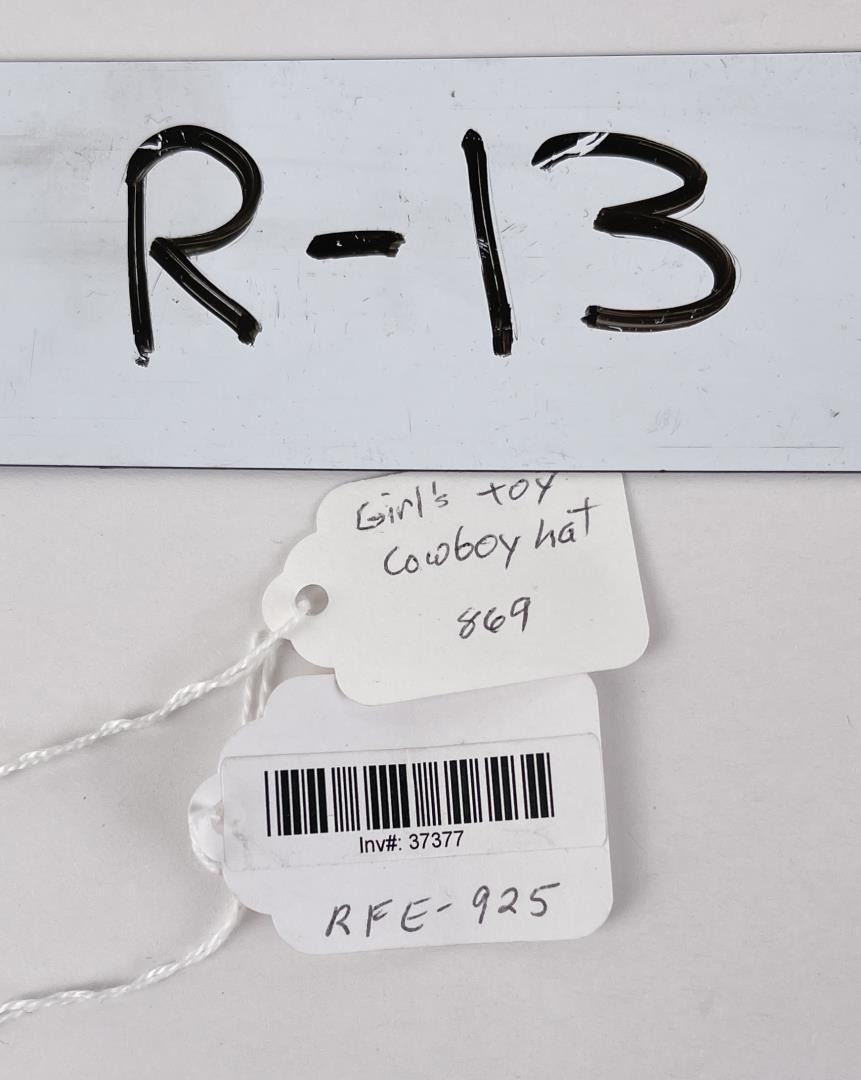 R-13
Girl's toy
Cowboy hat
869
Inv#: 37377
RFE-925